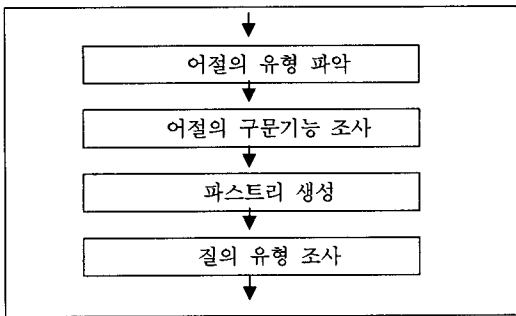 어절의 유형 파악
어절의 구문기능 조사
파스트리 생성
질의 유형 조사